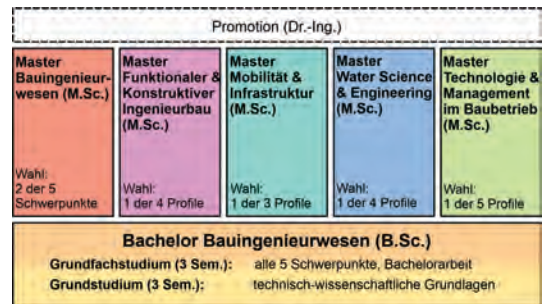 Promotion (Dr.-Ing.)
Master
Bauingenieur-
wesen (M.Sc.)
Wahl:
2 der 5
Schwerpunkte
Master
Funktionaler &
Konstruktiver
Ingenieurbau
(M.Sc.)
Wahl:
1 der 4 Profile
Master
Mobilität &
Infrastruktur
(M.Sc.)
Wahl:
1 der 3 Profile
Master
Water Science
& Engineering
(M.Sc.)
Wahl:
1 der 4 Profile
Master
Technologie &
Management
im Baubetrieb
(M.Sc.)
Wahl:
1 der 5 Profile
Bachelor Bauingenieurwesen (B.Sc.)
Grundfachstudium (3 Sem.): alle 5 Schwerpunkte, Bachelorarbeit
Grundstudium (3 Sem.): technisch-wissenschaftliche Grundlagen